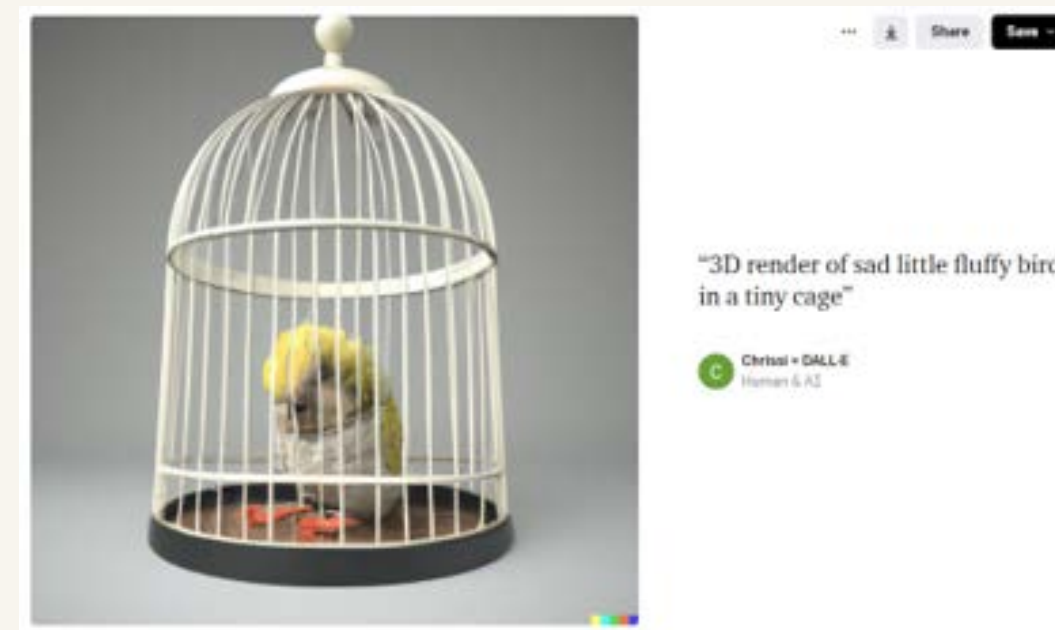 Share
Save
“3D render of sad little fluffy bird
in a tiny cage”
C
Chrissi × DALL·E
Human & AI